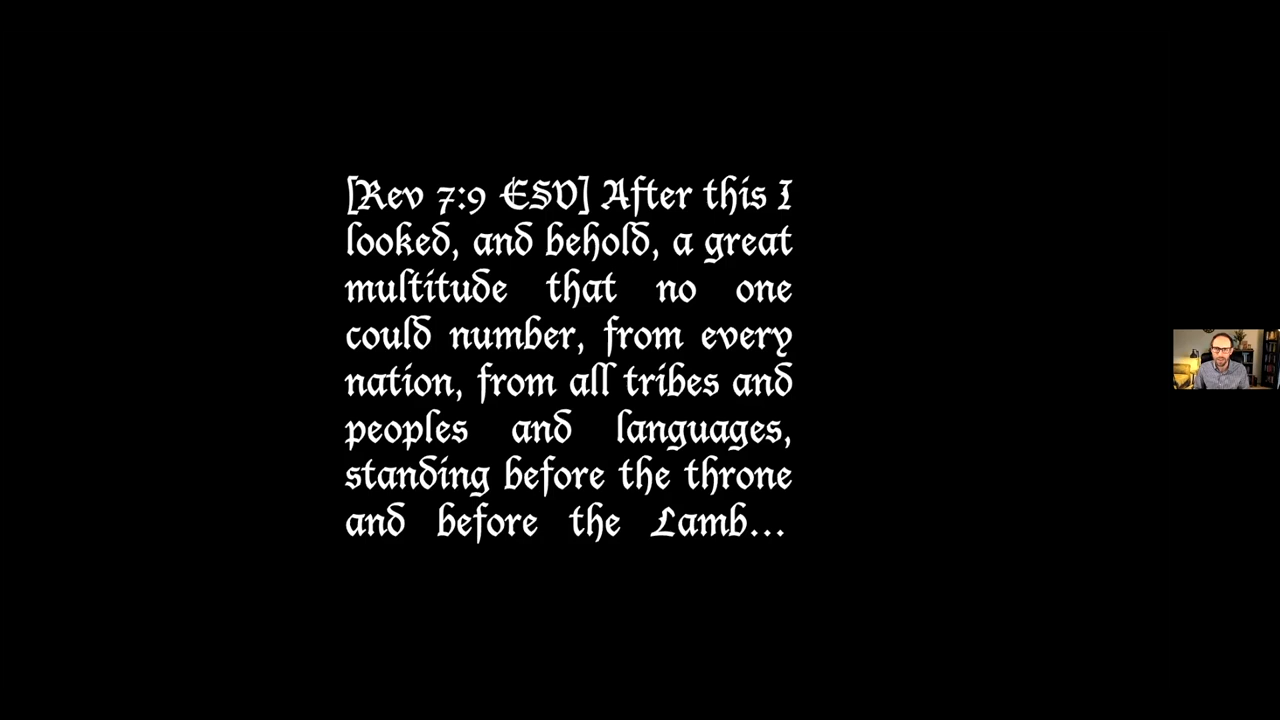 [Rev 7:9 ESV] After this I
looked, and behold, a great
multitude that no one
could number, from every
nation, from all tribes and
peoples and languages,
standing before the throne
and before the Lamb...